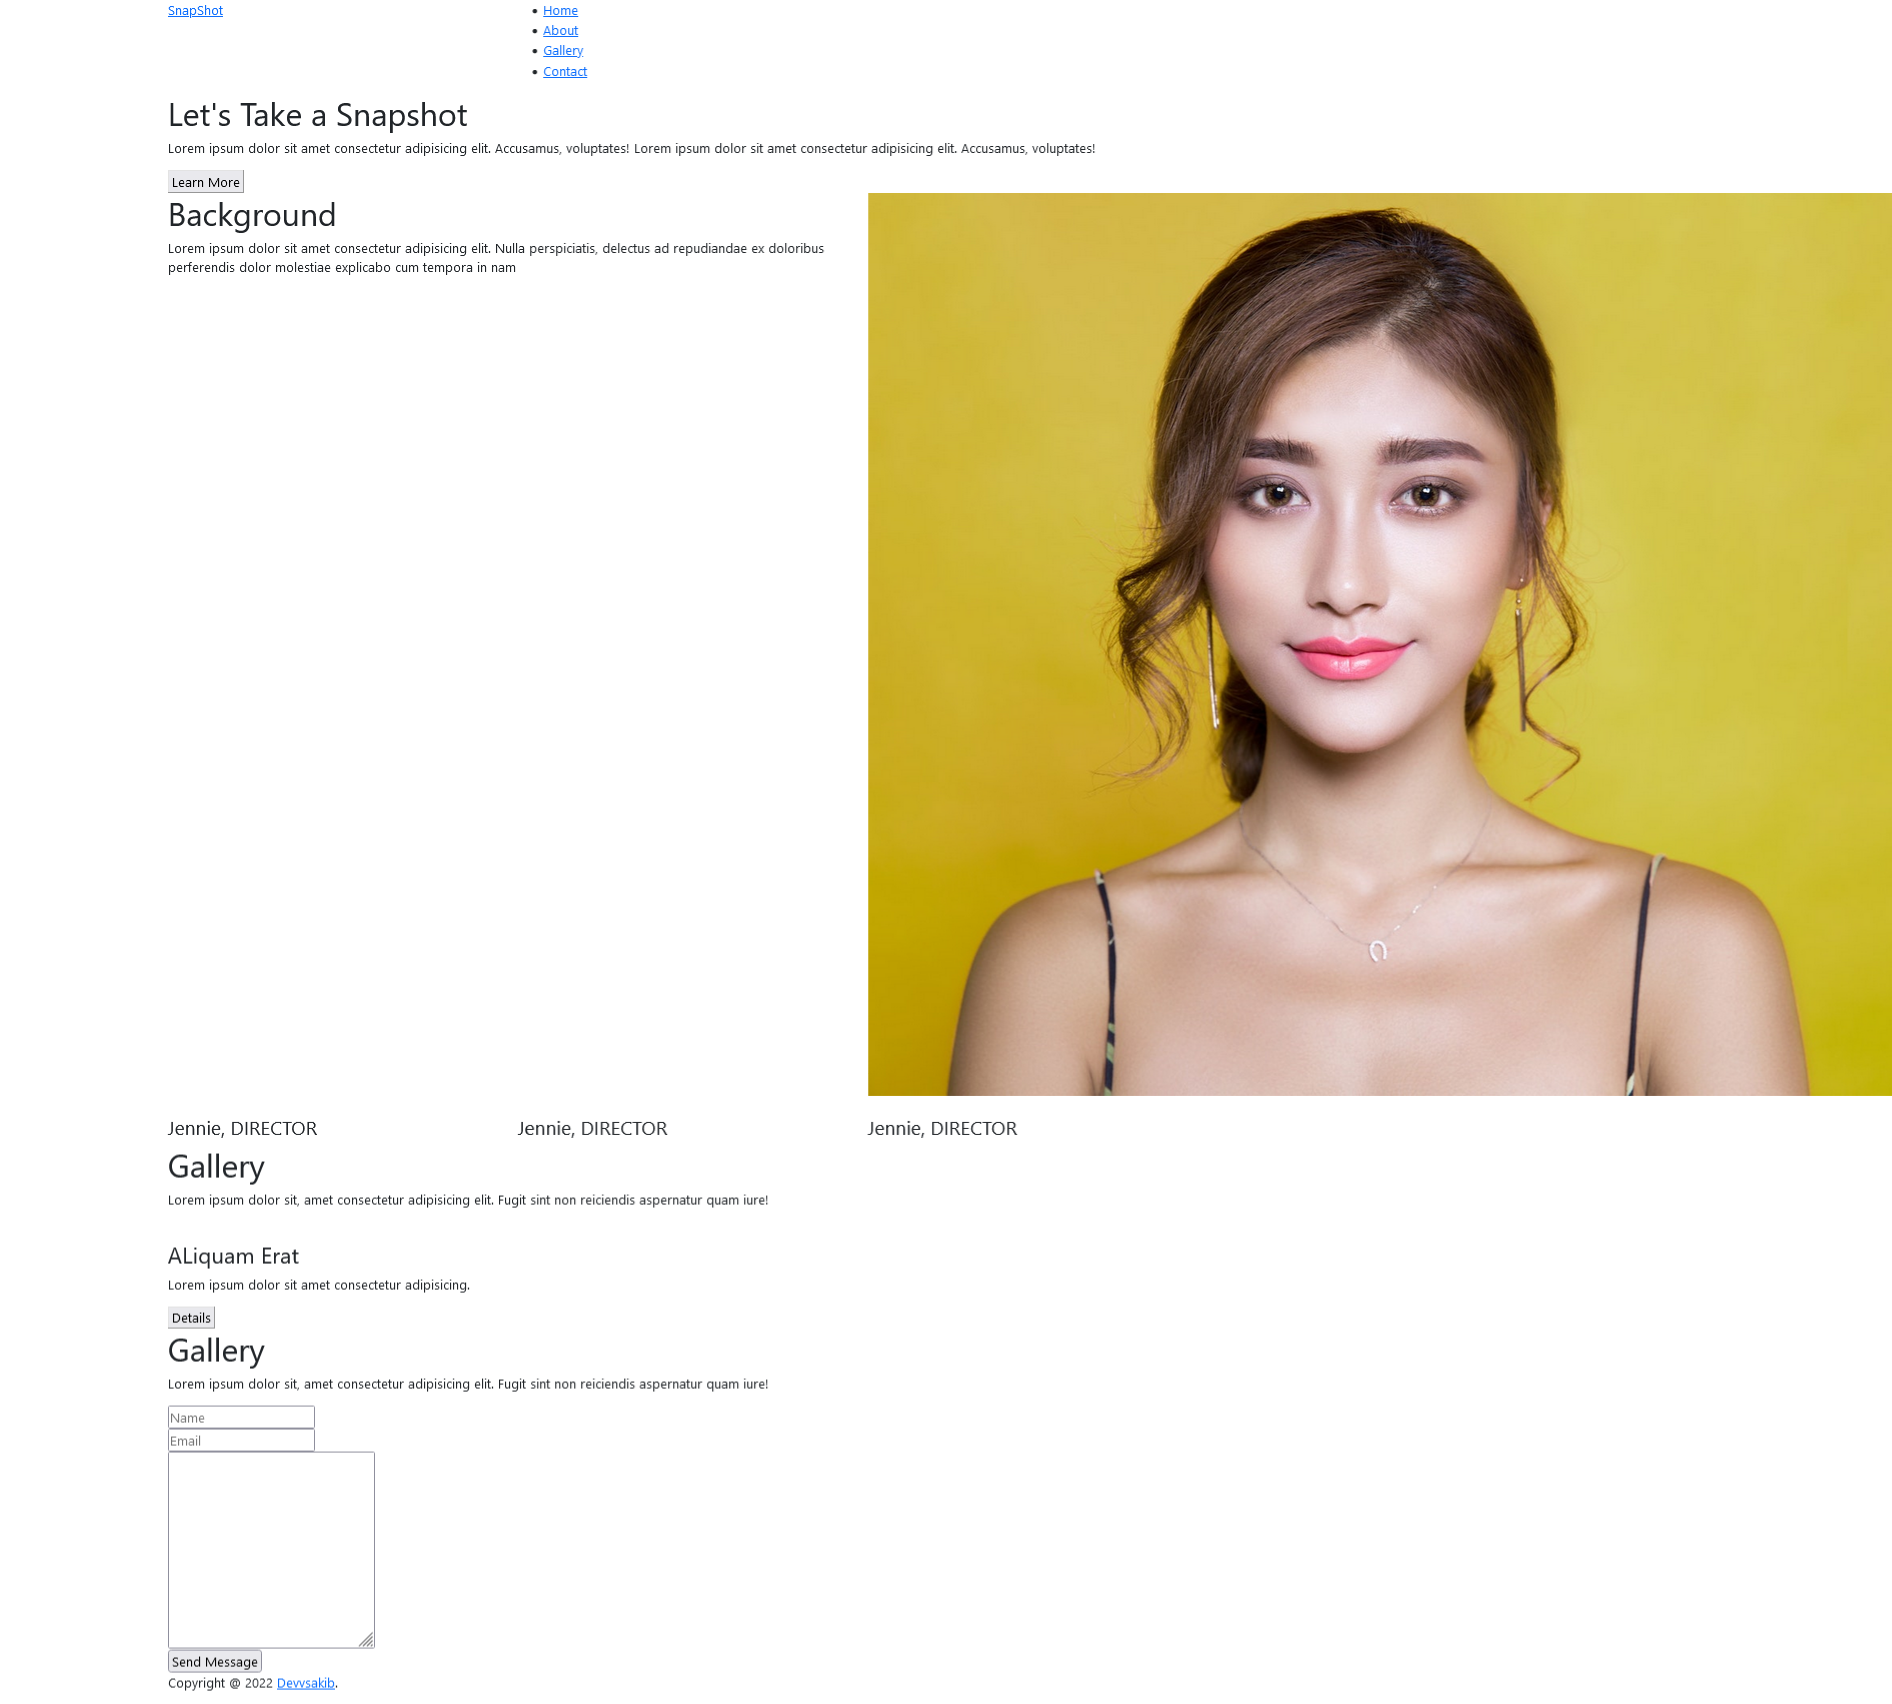 SnapShot
Home
About
Gallery
Contact
Let's Take a Snapshot
Lorem ipsum dolor sit amet consectetur adipisicing elit. Accusamus, voluptates! Lorem ipsum dolor sit amet consectetur adipisicing elit. Accusamus, voluptates!
Learn More
Background
Lorem ipsum dolor sit amet consectetur adipisicing elit. Nulla perspiciatis, delectus ad repudiandae ex doloribus
perferendis dolor molestiae explicabo cum tempora in nam
Jennie, DIRECTOR
Jennie, DIRECTOR
Jennie, DIRECTOR
Gallery
Lorem ipsum dolor sit, amet consectetur adipisicing elit. Fugit sint non reiciendis aspernatur quam iure!
ALiquam Erat
Lorem ipsum dolor sit amet consectetur adipisicing.
Details
Gallery
Lorem ipsum dolor sit, amet consectetur adipisicing elit. Fugit sint non reiciendis aspernatur quam iure!
Name
Email
Send Message
Copyright @ 2022 Devvsakib.